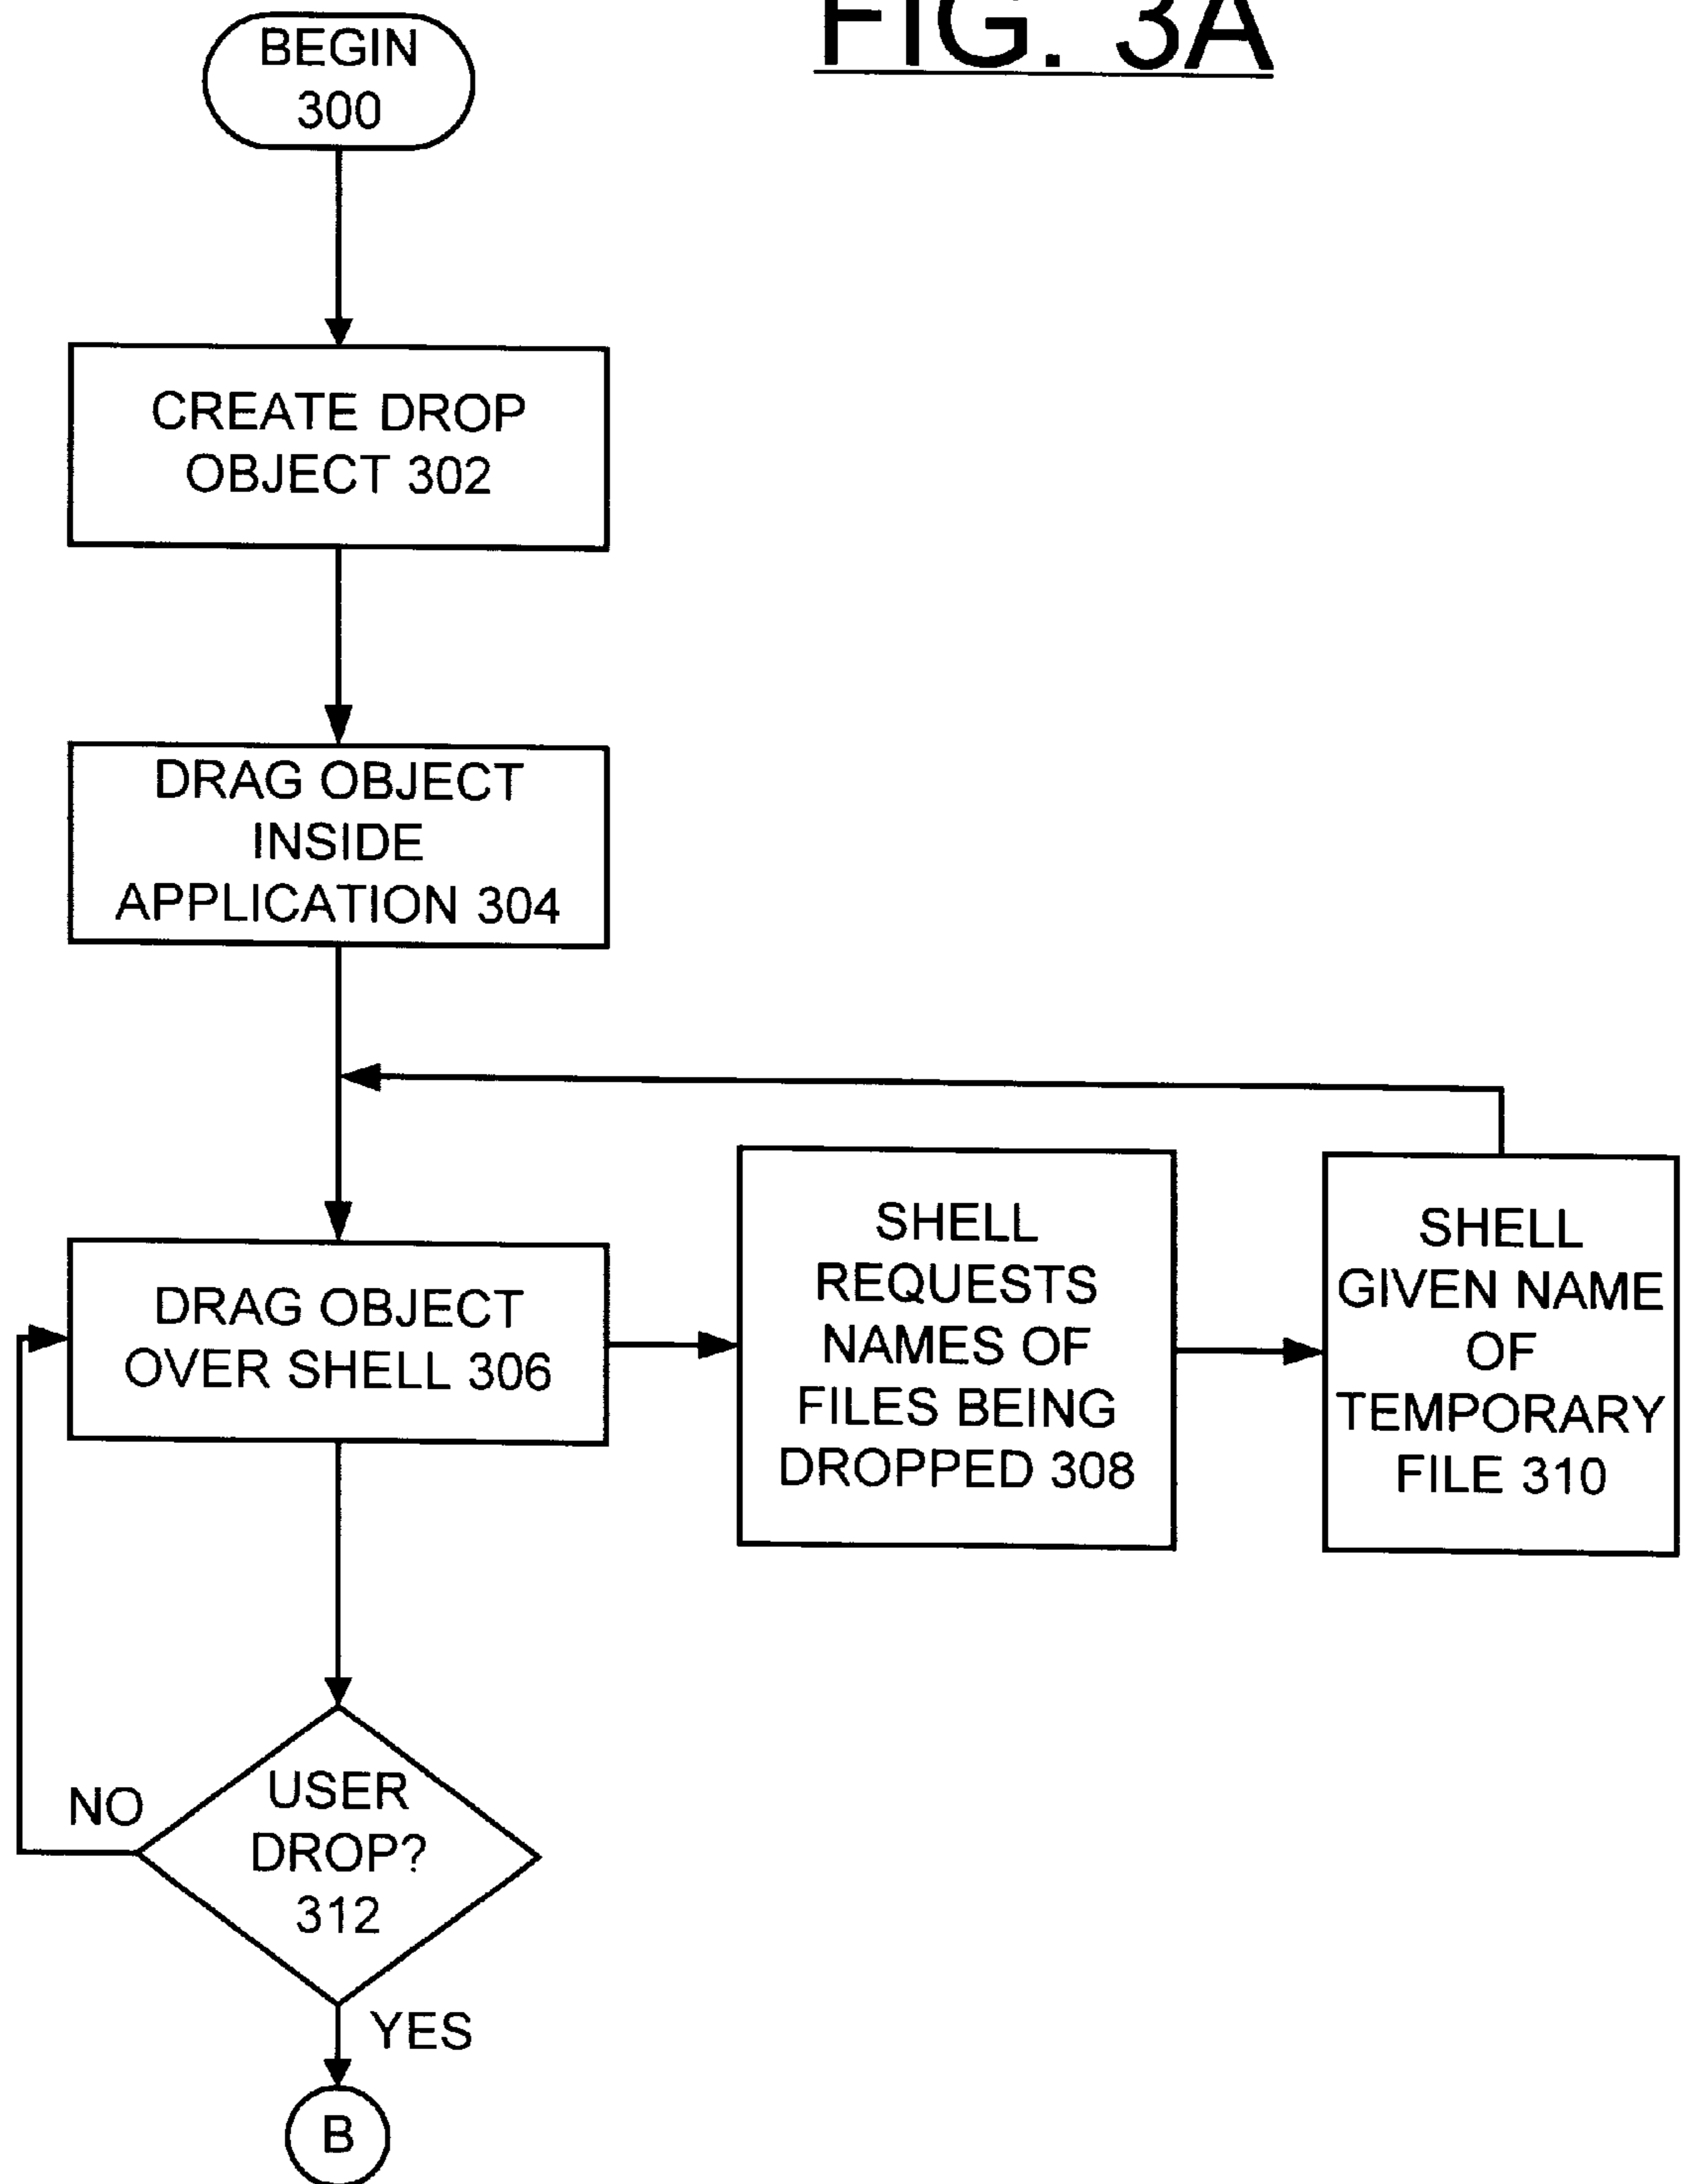 FIG. 3A
BEGIN
300
CREATE DROP
OBJECT 302
DRAG OBJECT
INSIDE
APPLICATION 304
DRAG OBJECT
OVER SHELL 306
SHELL
REQUESTS
NAMES OF
FILES BEING
DROPPED 308
SHELL
GIVEN NAME
OF
TEMPORARY
FILE 310
USER
DROP?
312
NO
YES
B